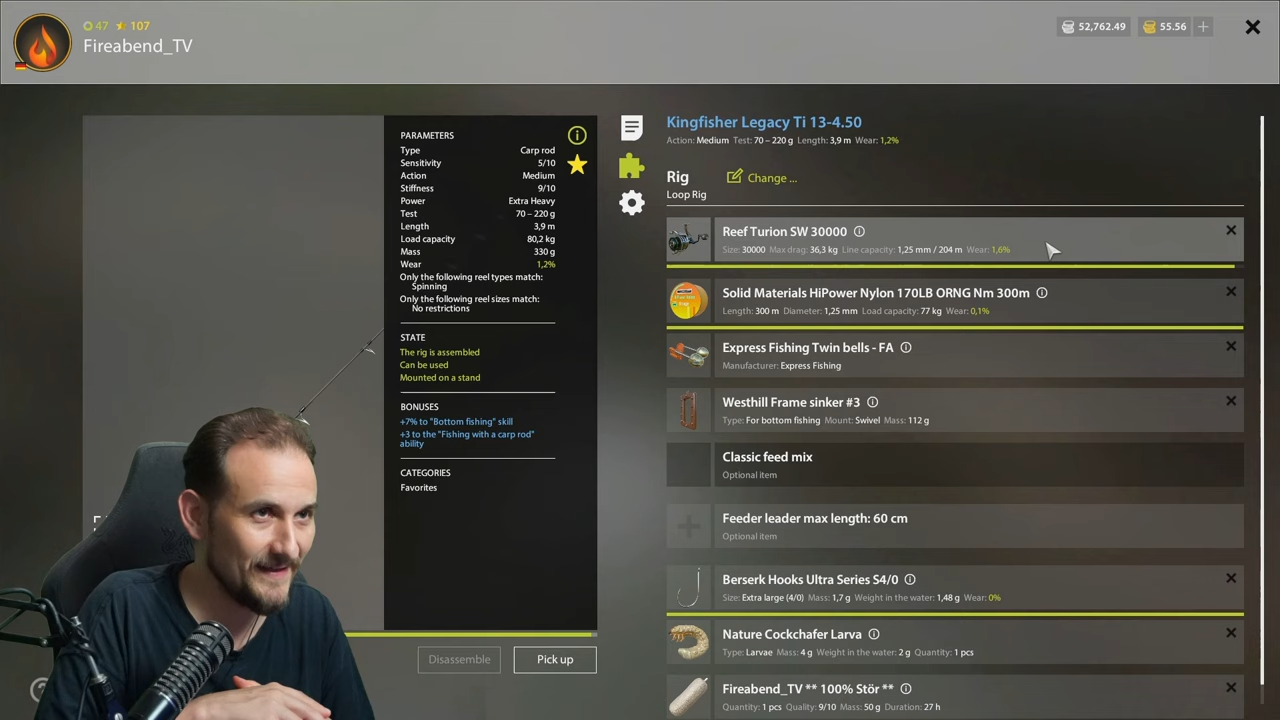 47 107
Fireabend_TV
52,762.49 55.56
PARAMETERS
Type Carp rod
Sensitivity 5/10
Action Medium
Stiffness 9/10
Power Extra Heavy
Test 70 – 220 g
Length 3,9 m
Load capacity 80,2 kg
Mass 330 g
Wear 1,2%
Only the following reel types match:
Spinning
Only the following reel sizes match:
No restrictions
STATE
The rig is assembled
Can be used
Mounted on a stand
BONUSES
+7% to "Bottom fishing" skill
+3 to the "Fishing with a carp rod"
ability
CATEGORIES
Favorites
Disassemble Pick up
Kingfisher Legacy Ti 13-4.50
Action: Medium Test: 70 – 220 g Length: 3,9 m Wear: 1,2%
Rig Change ...
Loop Rig
Reef Turion SW 30000
Size: 30000 Max drag: 36,3 kg Line capacity: 1,25 mm / 204 m Wear: 1,6%
Solid Materials HiPower Nylon 170LB ORNG Nm 300m
Length: 300 m Diameter: 1,25 mm Load capacity: 77 kg Wear: 0,1%
Express Fishing Twin bells - FA
Manufacturer: Express Fishing
Westhill Frame sinker #3
Type: For bottom fishing Mount: Swivel Mass: 112 g
Classic feed mix
Optional item
Feeder leader max length: 60 cm
Optional item
Berserk Hooks Ultra Series S4/0
Size: Extra large (4/0) Mass: 1,7 g Weight in the water: 1,48 g Wear: 0%
Nature Cockchafer Larva
Type: Larvae Mass: 4 g Weight in the water: 2 g Quantity: 1 pcs
Fireabend_TV ** 100% Stör **
Quantity: 1 pcs Quality: 9/10 Mass: 50 g Duration: 27 h